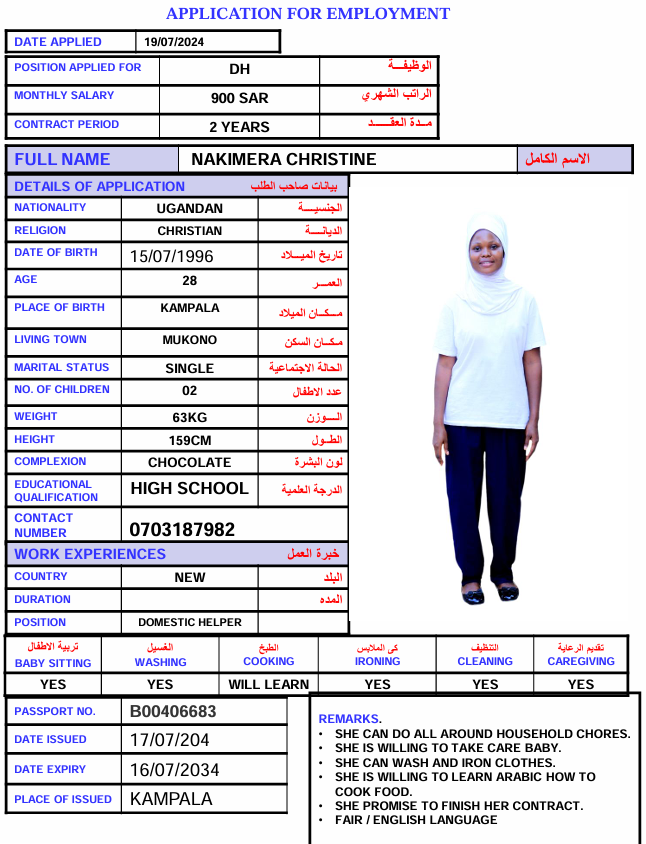 APPLICATION FOR EMPLOYMENT
DATE APPLIED 19/07/2024
POSITION APPLIED FOR DH الوظيفـــة
MONTHLY SALARY 900 SAR الراتب الشهري
CONTRACT PERIOD 2 YEARS مــدة العقــــد
FULL NAME NAKIMERA CHRISTINE الاسم الكامل
DETAILS OF APPLICATION بيانات صاحب الطلب
NATIONALITY UGANDAN الجنسيــــة
RELIGION CHRISTIAN الديانــــة
DATE OF BIRTH 15/07/1996 تاريخ الميــلاد
AGE 28 العمــر
PLACE OF BIRTH KAMPALA مــكــان الميلاد
LIVING TOWN MUKONO مكــان السكن
MARITAL STATUS SINGLE الحالة الاجتماعية
NO. OF CHILDREN 02 عدد الاطفال
WEIGHT 63KG الـــوزن
HEIGHT 159CM الطــول
COMPLEXION CHOCOLATE لون البشرة
EDUCATIONAL QUALIFICATION HIGH SCHOOL الدرجة العلمية
CONTACT NUMBER 0703187982
WORK EXPERIENCES خبرة العمل
COUNTRY NEW البلد
DURATION المده
POSITION DOMESTIC HELPER
تربية الاطفال الغسيل الطبخ كى الملابس التنظيف تقديم الرعاية
BABY SITTING WASHING COOKING IRONING CLEANING CAREGIVING
YES YES WILL LEARN YES YES YES
PASSPORT NO. B00406683
DATE ISSUED 17/07/204
DATE EXPIRY 16/07/2034
PLACE OF ISSUED KAMPALA
REMARKS.
• SHE CAN DO ALL AROUND HOUSEHOLD CHORES.
• SHE IS WILLING TO TAKE CARE BABY.
• SHE CAN WASH AND IRON CLOTHES.
• SHE IS WILLING TO LEARN ARABIC HOW TO
COOK FOOD.
• SHE PROMISE TO FINISH HER CONTRACT.
• FAIR / ENGLISH LANGUAGE